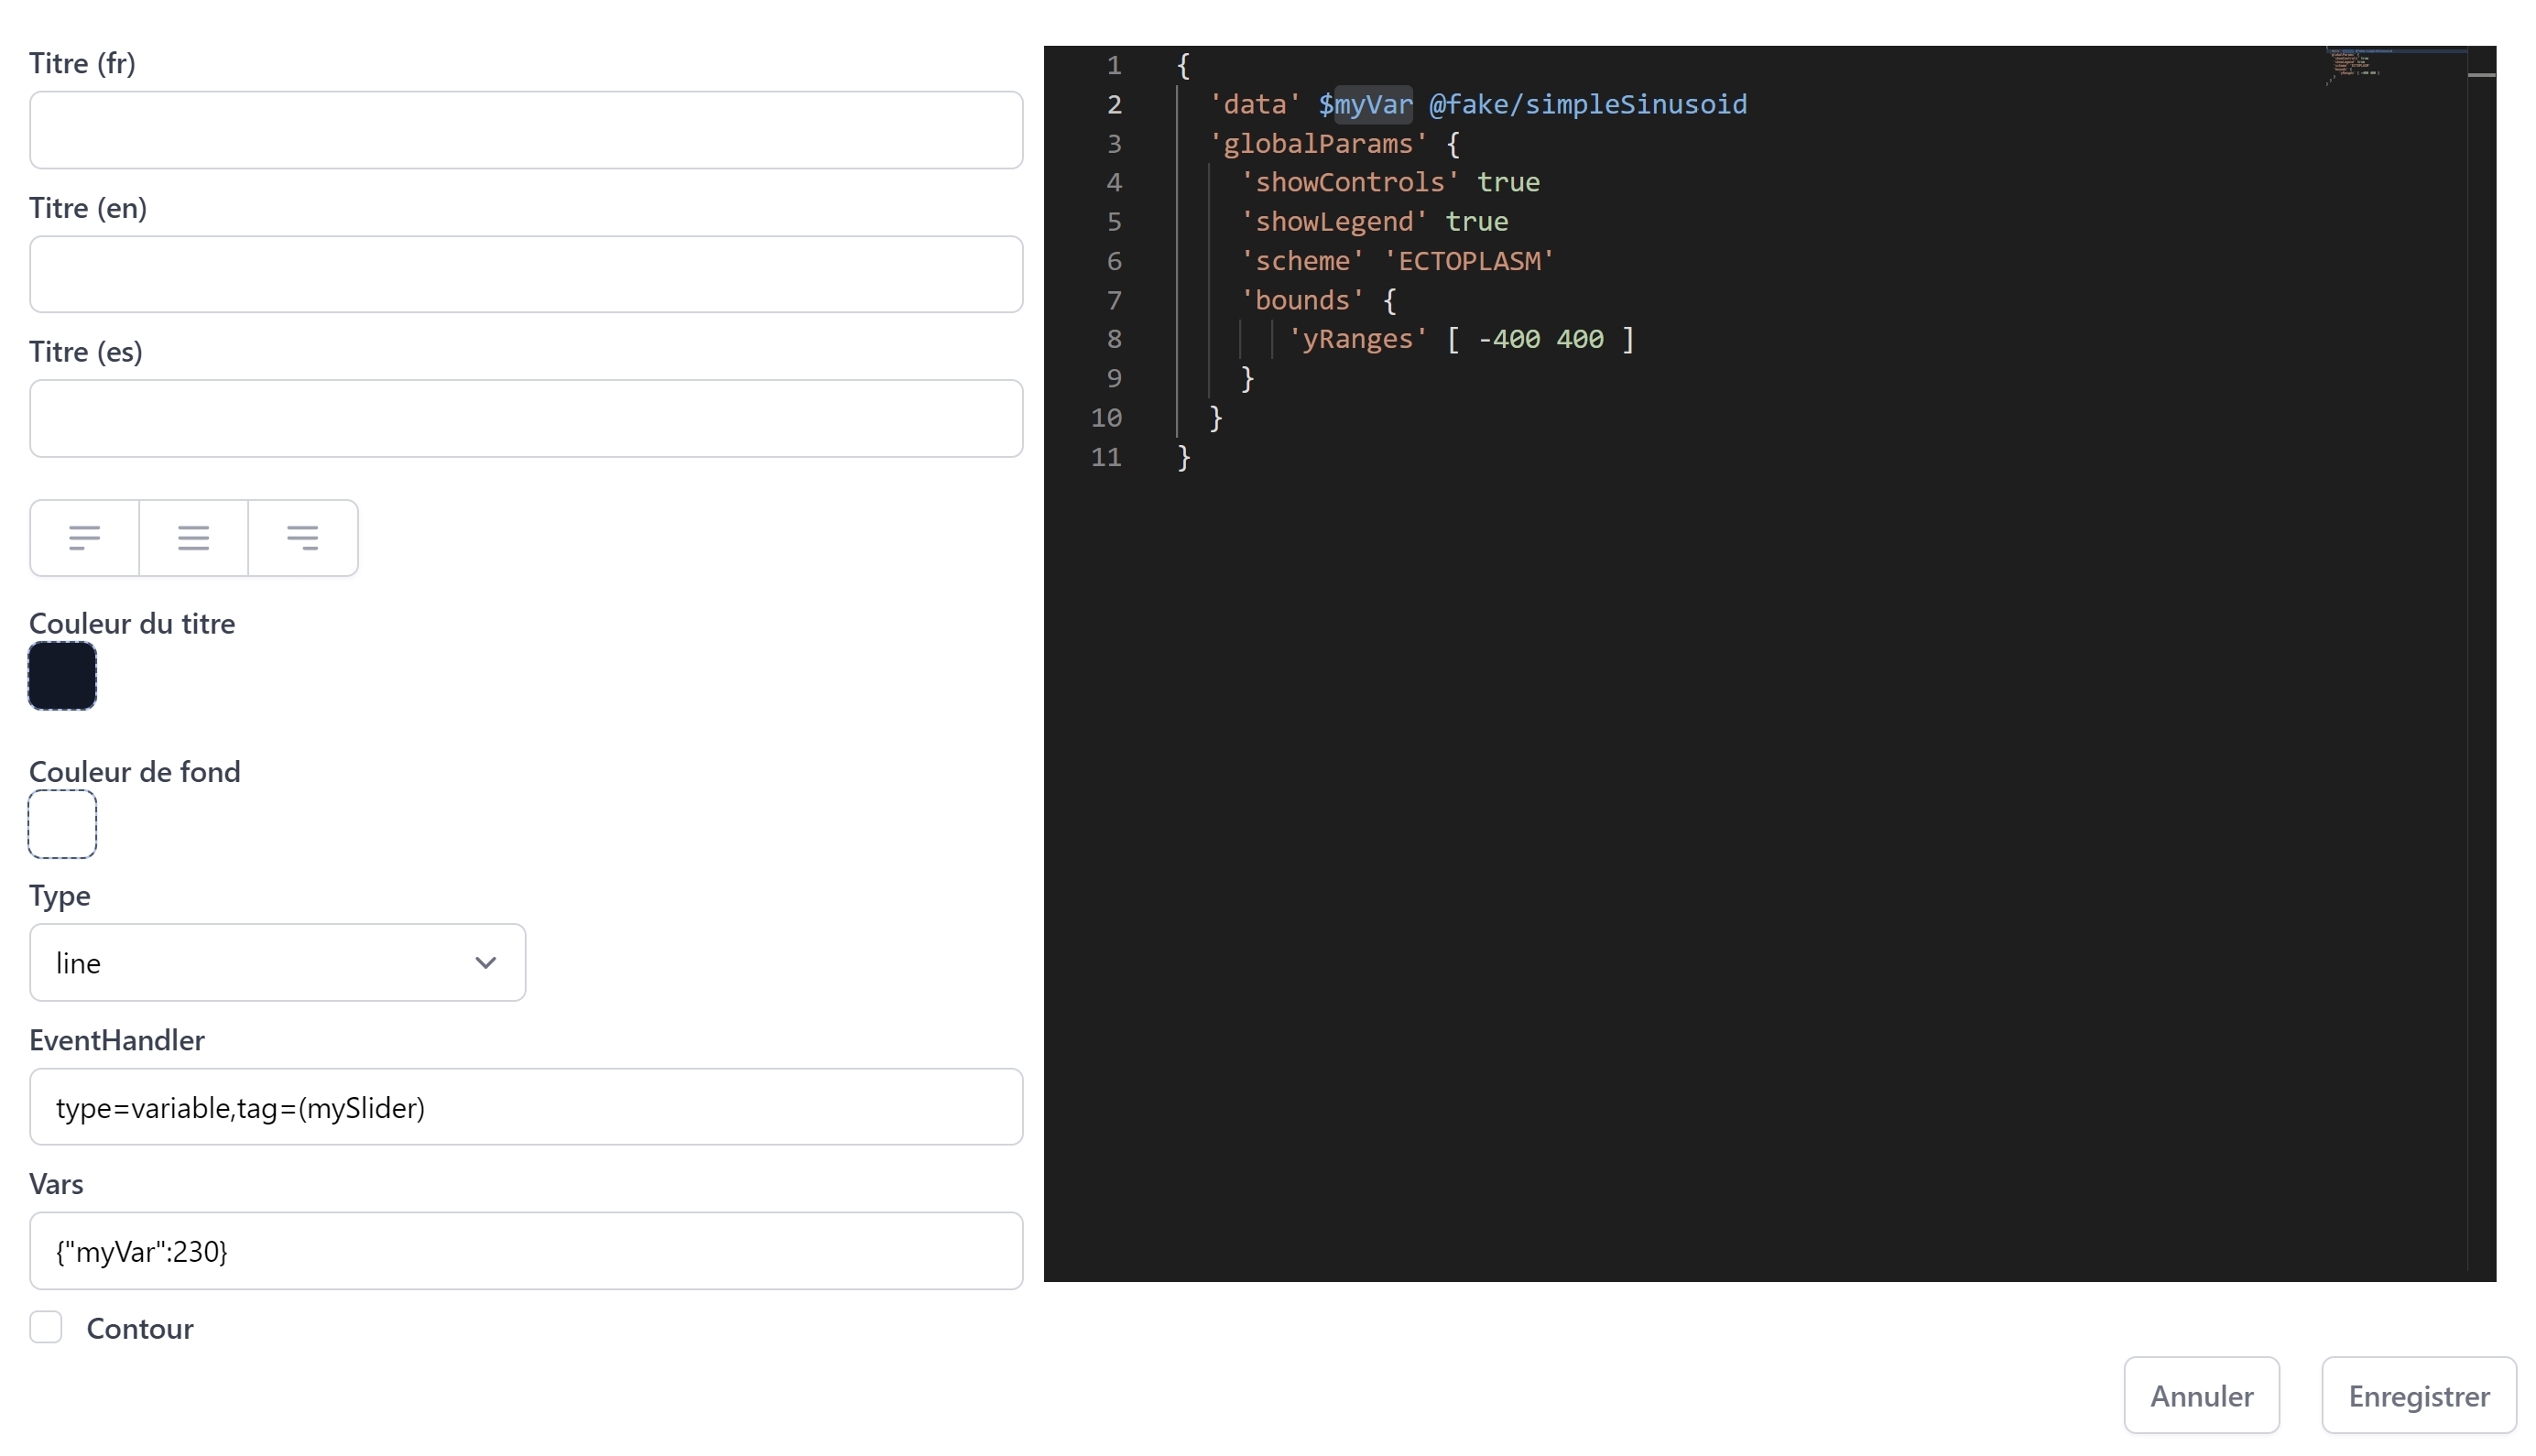 Titre (fr)
Titre (en)
Titre (es)
Couleur du titre
Couleur de fond
Type
line
EventHandler
type=variable,tag=(mySlider)
Vars
{"myVar":230}
Contour
1 {
2 'data' $myVar @fake/simpleSinusoid
3 'globalParams' {
4 'showControls' true
5 'showLegend' true
6 'scheme' 'ECTOPLASM'
7 'bounds' {
8 'yRanges' [ -400 400 ]
9 }
10 }
11 }
Annuler
Enregistrer